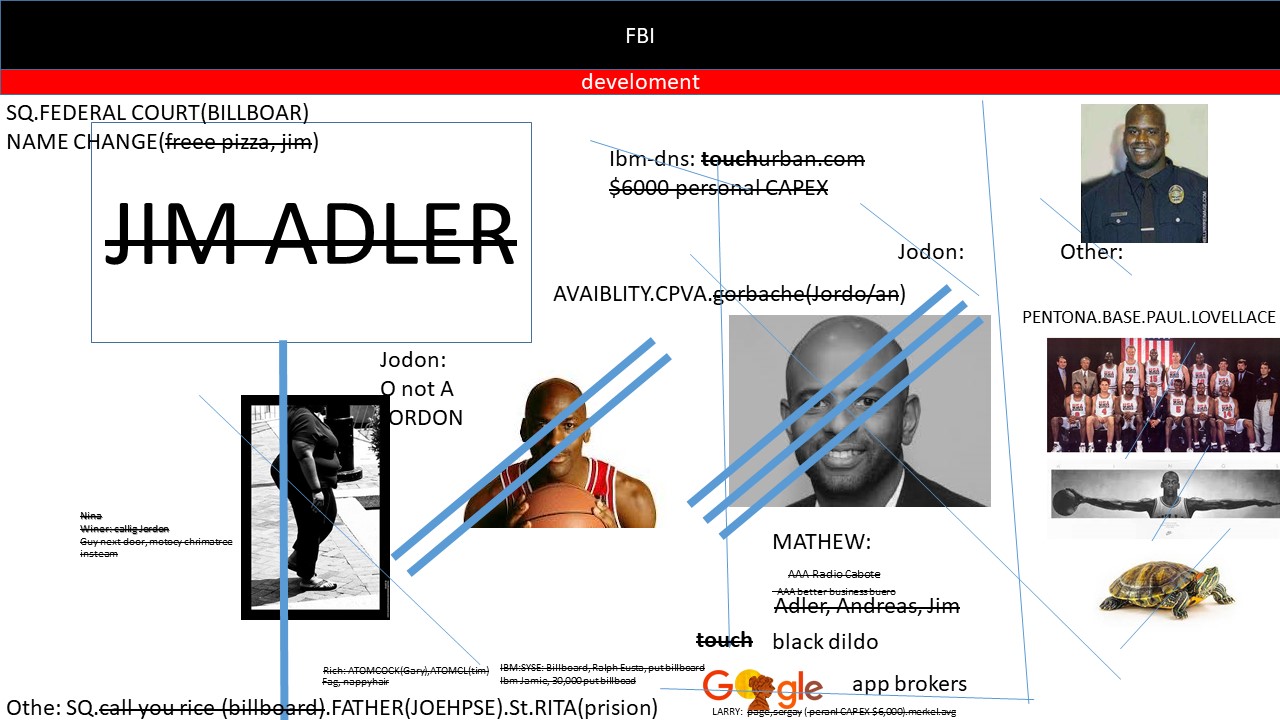 FBI
develoment
SQ.FEDERAL COURT(BILLBOAR)
NAME CHANGE(freee pizza, jim)
JIM ADLER
Ibm-dns: touchurban.com
$6000 personal CAPEX
Jodon:
Other:
AVAIBLITY.CPVA.gorbache(Jordo/an)
PENTONA.BASE.PAUL.LOVELLACE
Jodon:
O not A
JORDON
Nina
Winer: callig Jordon
Guy next door, motocy chrimatree
insteam
MATHEW:
AAA Radio Cabote
AAA better business buero
Adler, Andreas, Jim
touch
black dildo
Rich: ATOMCOCK(Gary),ATOMCL(tim)
Fag, nappyhair
IBM:SYSE: Billboard, Ralph Eusta, put billboard
Ibm Jamie, 30,000 put billboad
Google
app brokers
Othe: SQ.call you rice (billboard).FATHER(JOEHPSE).St.RITA(prision)
LARRY: page,sergay (peranl CAPEX $6,000).merkel.avg